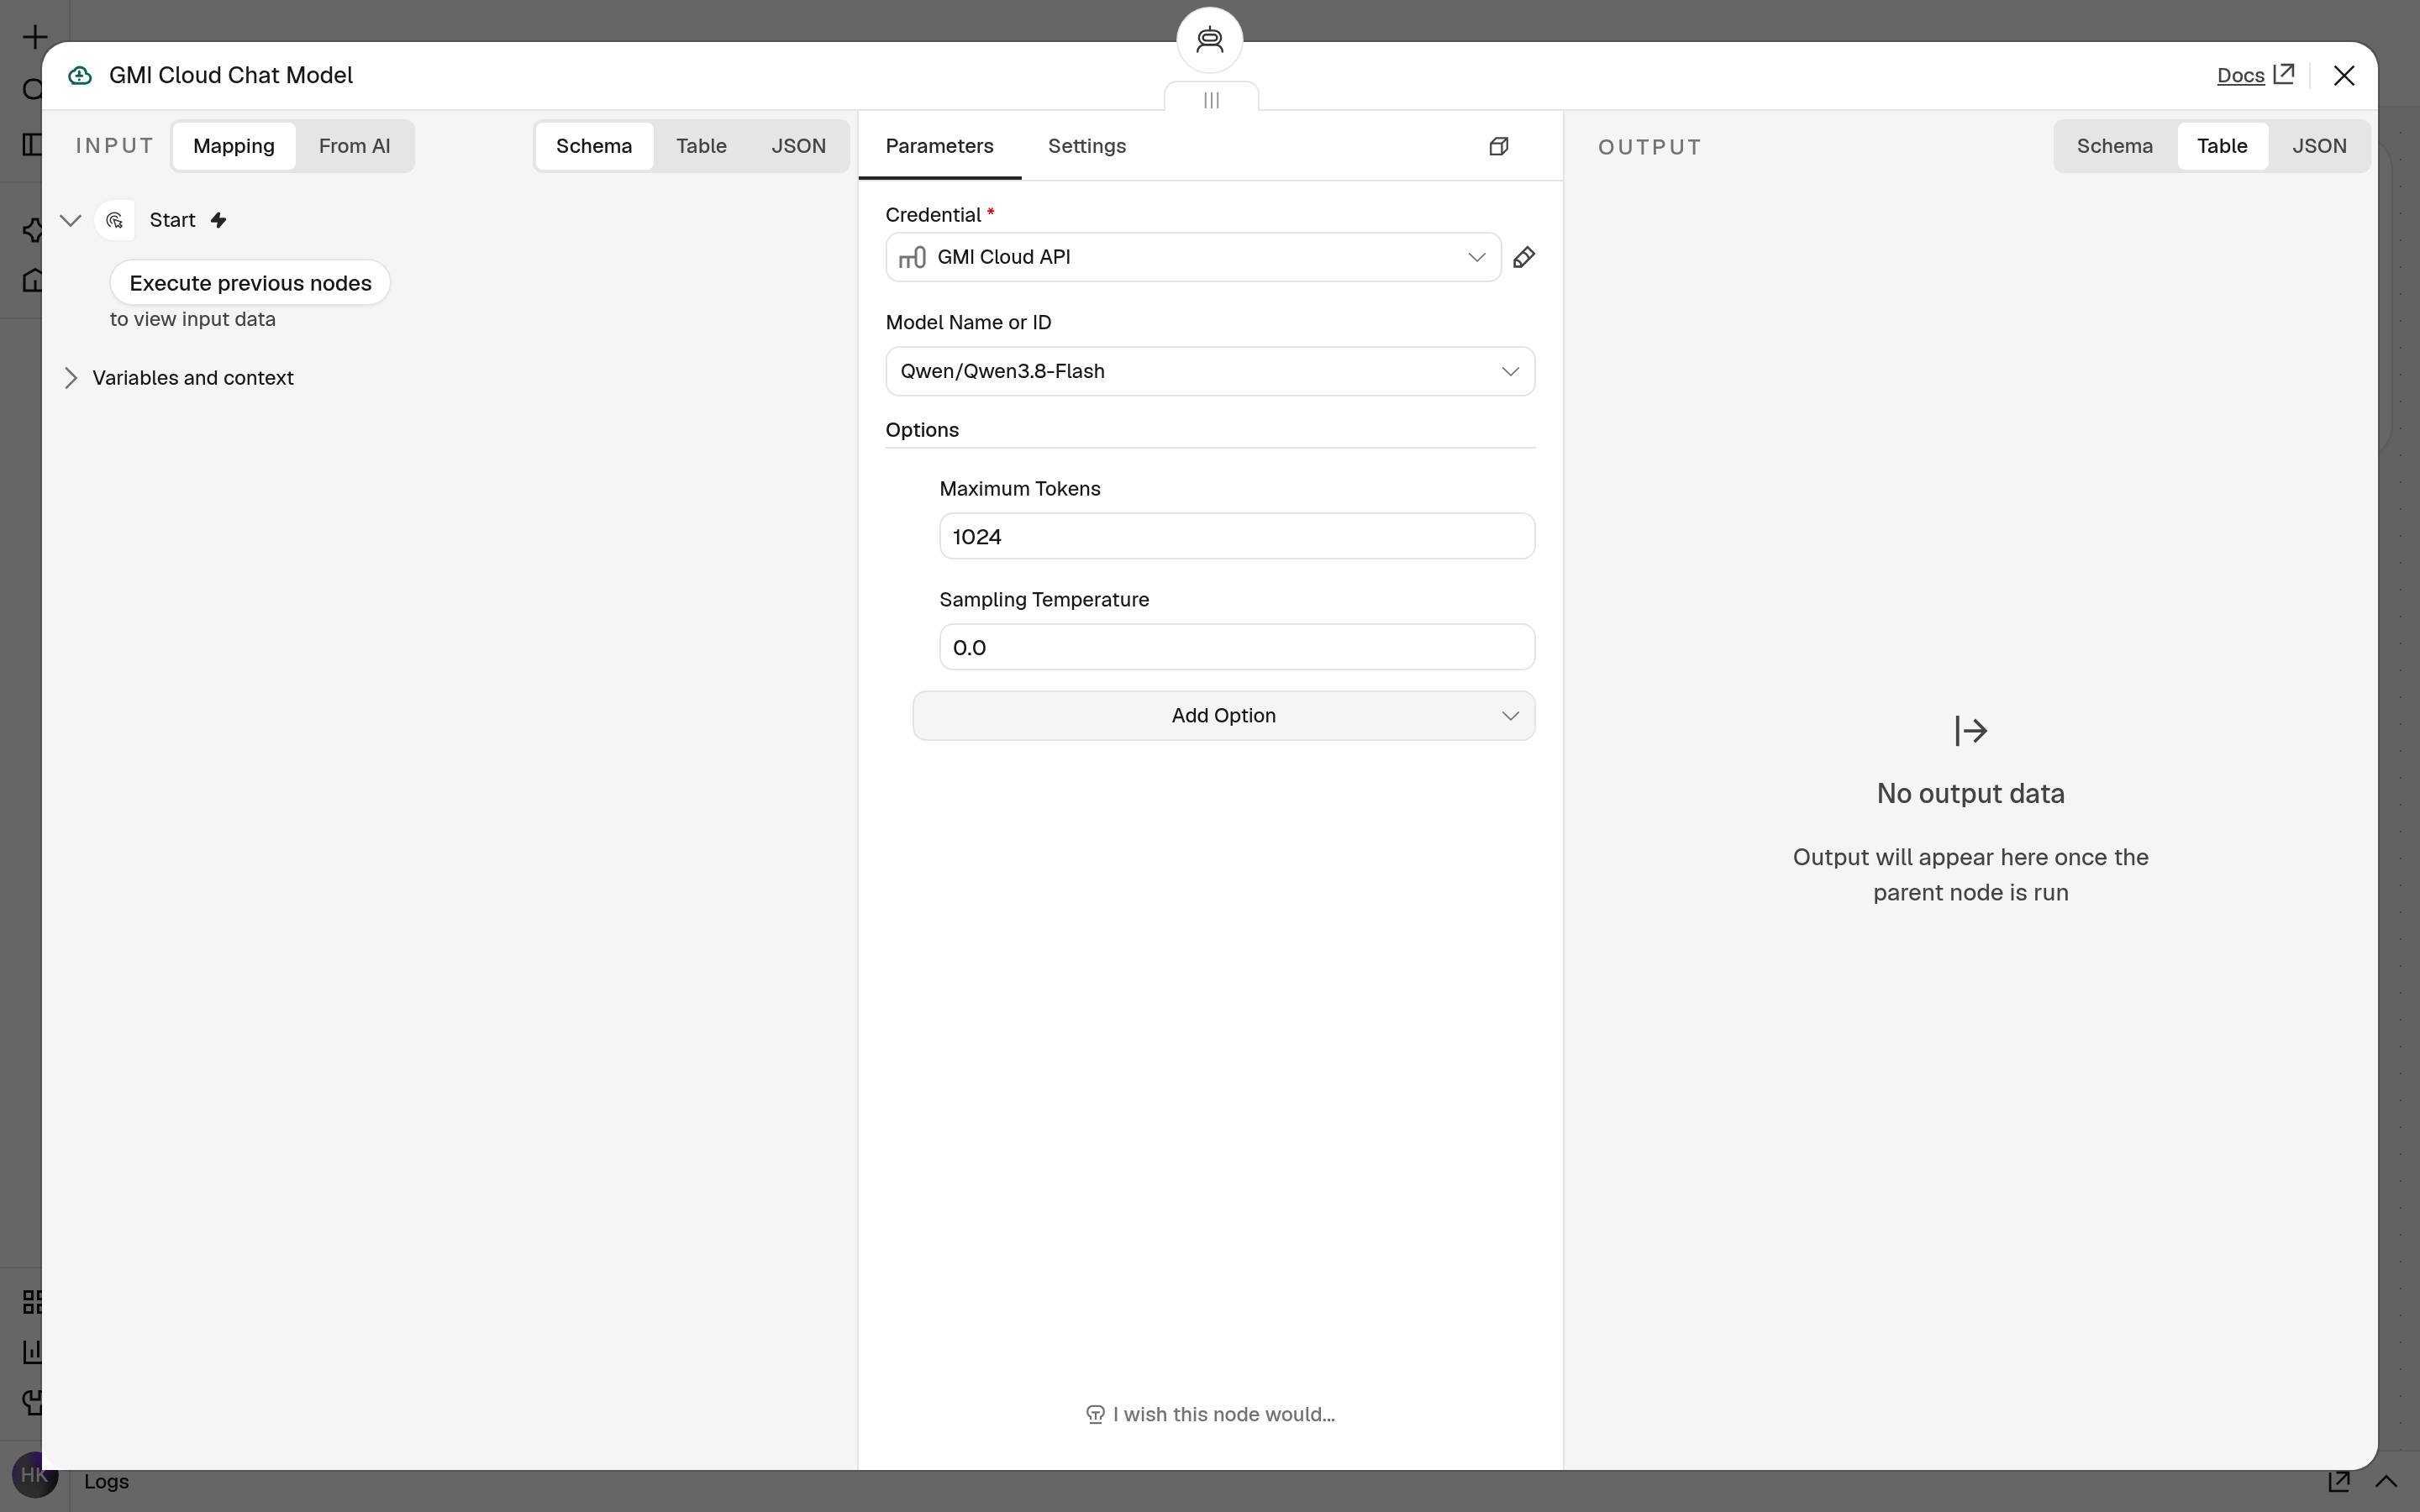 GMI Cloud Chat Model
Docs
INPUT
Mapping
From AI
Schema
Table
JSON
Start
Execute previous nodes
to view input data
Variables and context
Parameters
Settings
Credential *
GMI Cloud API
Model Name or ID
Qwen/Qwen3.8-Flash
Options
Maximum Tokens
1024
Sampling Temperature
0.0
Add Option
I wish this node would...
OUTPUT
Schema
Table
JSON
No output data
Output will appear here once the
parent node is run
HK
Logs